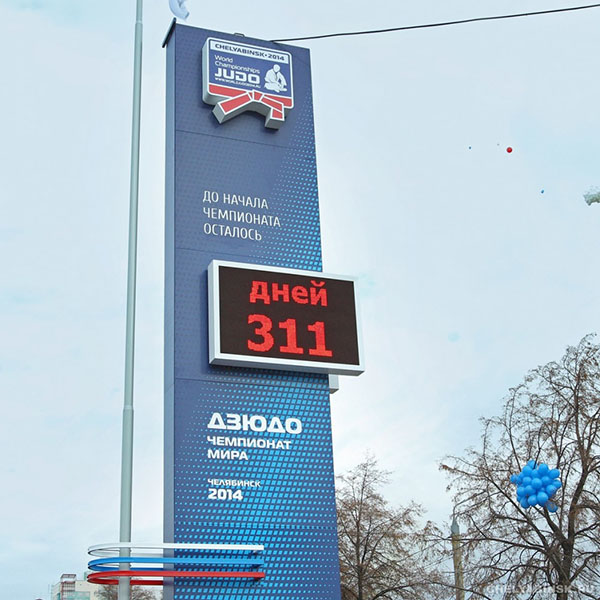 CHELYABINSK•2014
World
Championships
JUDO
ДО НАЧАЛА
ЧЕМПИОНАТА
ОСТАЛОСЬ
дней
311
ДЗЮДО
ЧЕМПИОНАТ
МИРА
ЧЕЛЯБИНСК
2014